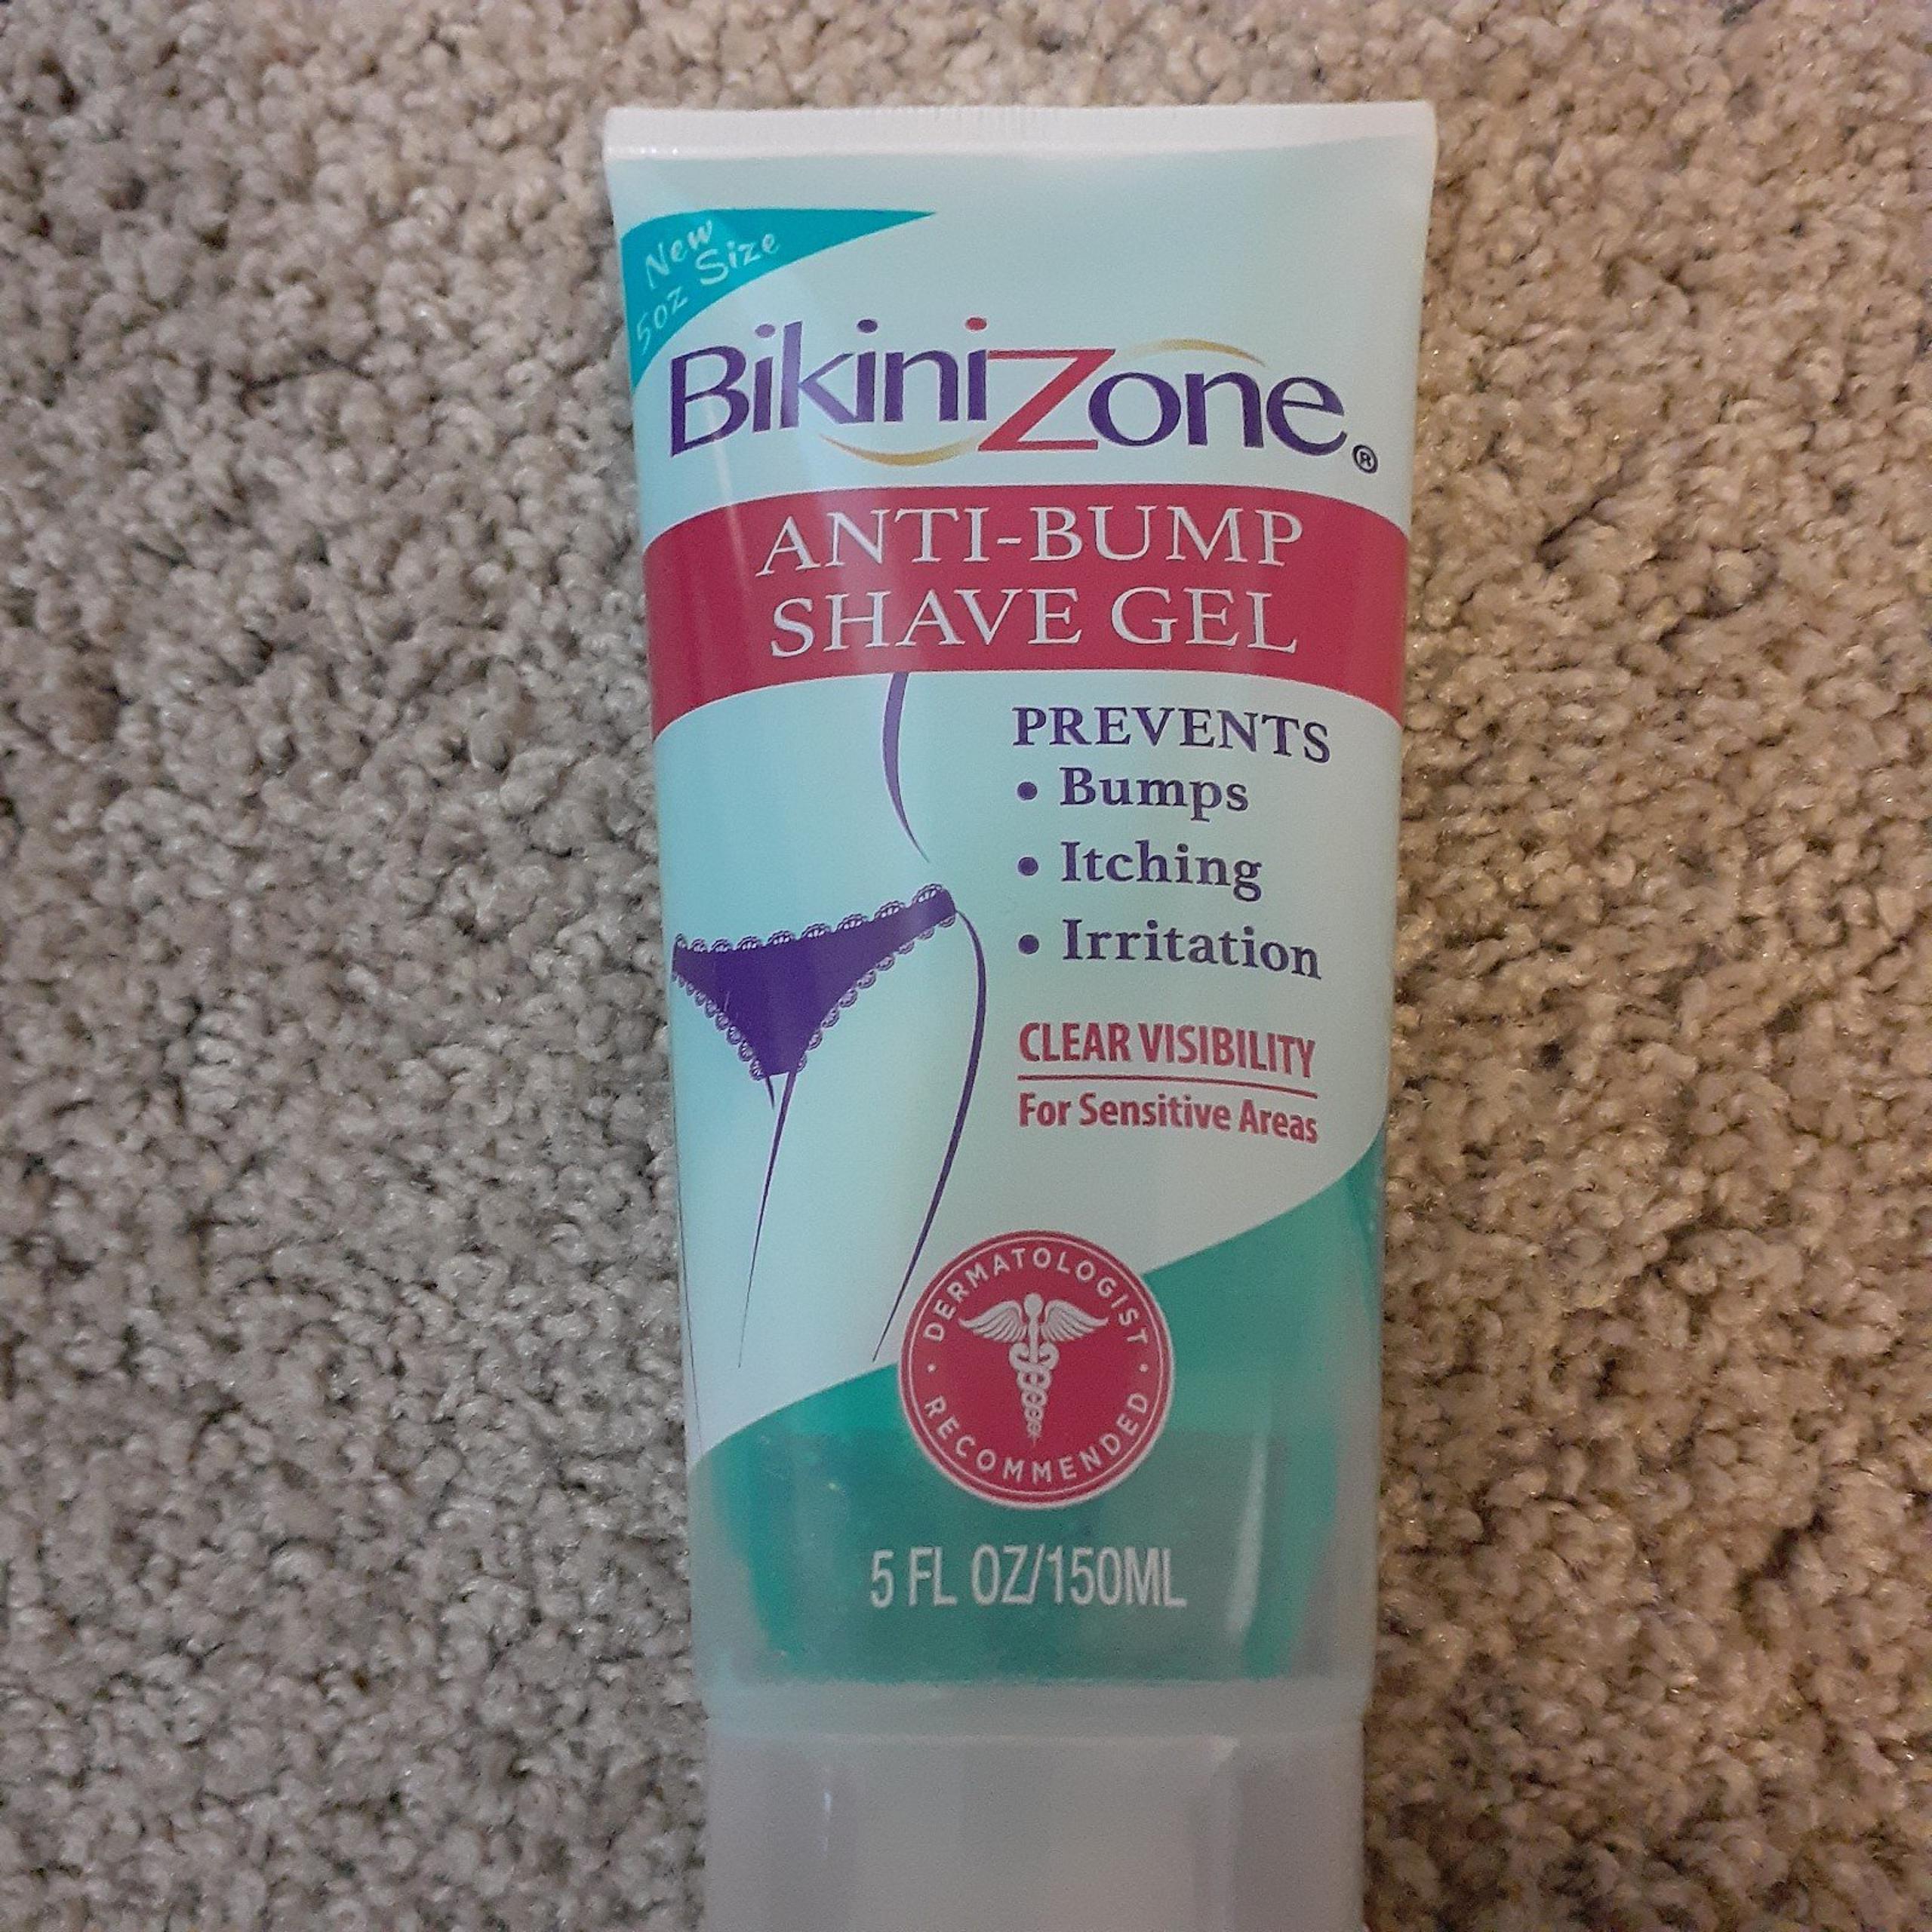 New
5oz Size
BikiniZone®
ANTI-BUMP
SHAVE GEL
PREVENTS
• Bumps
• Itching
• Irritation
CLEAR VISIBILITY
For Sensitive Areas
DERMATOLOGIST
• RECOMMENDED •
5 FL OZ/150ML